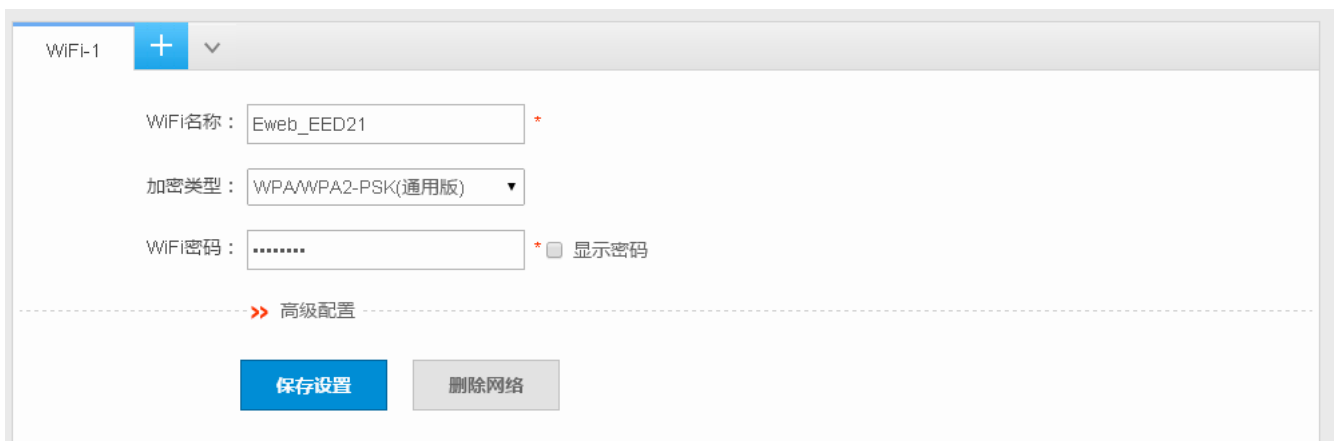 WiFi-1
WiFi名称： Eweb_EED21 *
加密类型： WPA/WPA2-PSK(通用版)
WiFi密码： •••••••• * 显示密码
高级配置
保存设置 删除网络